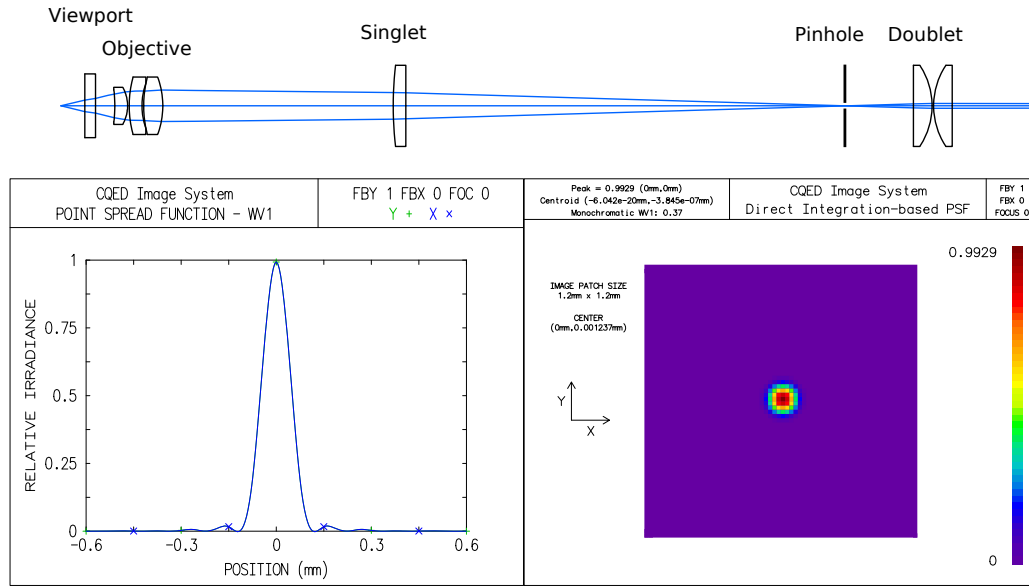 Viewport
Objective
Singlet
Pinhole
Doublet
CQED Image System
POINT SPREAD FUNCTION - WV1
FBY 1 FBX 0 FOC 0
Y + X ×
1
0.75
0.5
0.25
0
RELATIVE IRRADIANCE
-0.6
-0.3
0
0.3
0.6
POSITION (mm)
Peak = 0.9929 (0mm,0mm)
Centroid (-6.042e-20mm,-3.845e-07mm)
Monochromatic WV1: 0.37
CQED Image System
Direct Integration-based PSF
FBY 1
FBX 0
FOCUS 0
IMAGE PATCH SIZE
1.2mm x 1.2mm
CENTER
(0mm,0.001237mm)
Y
X
0.9929
0